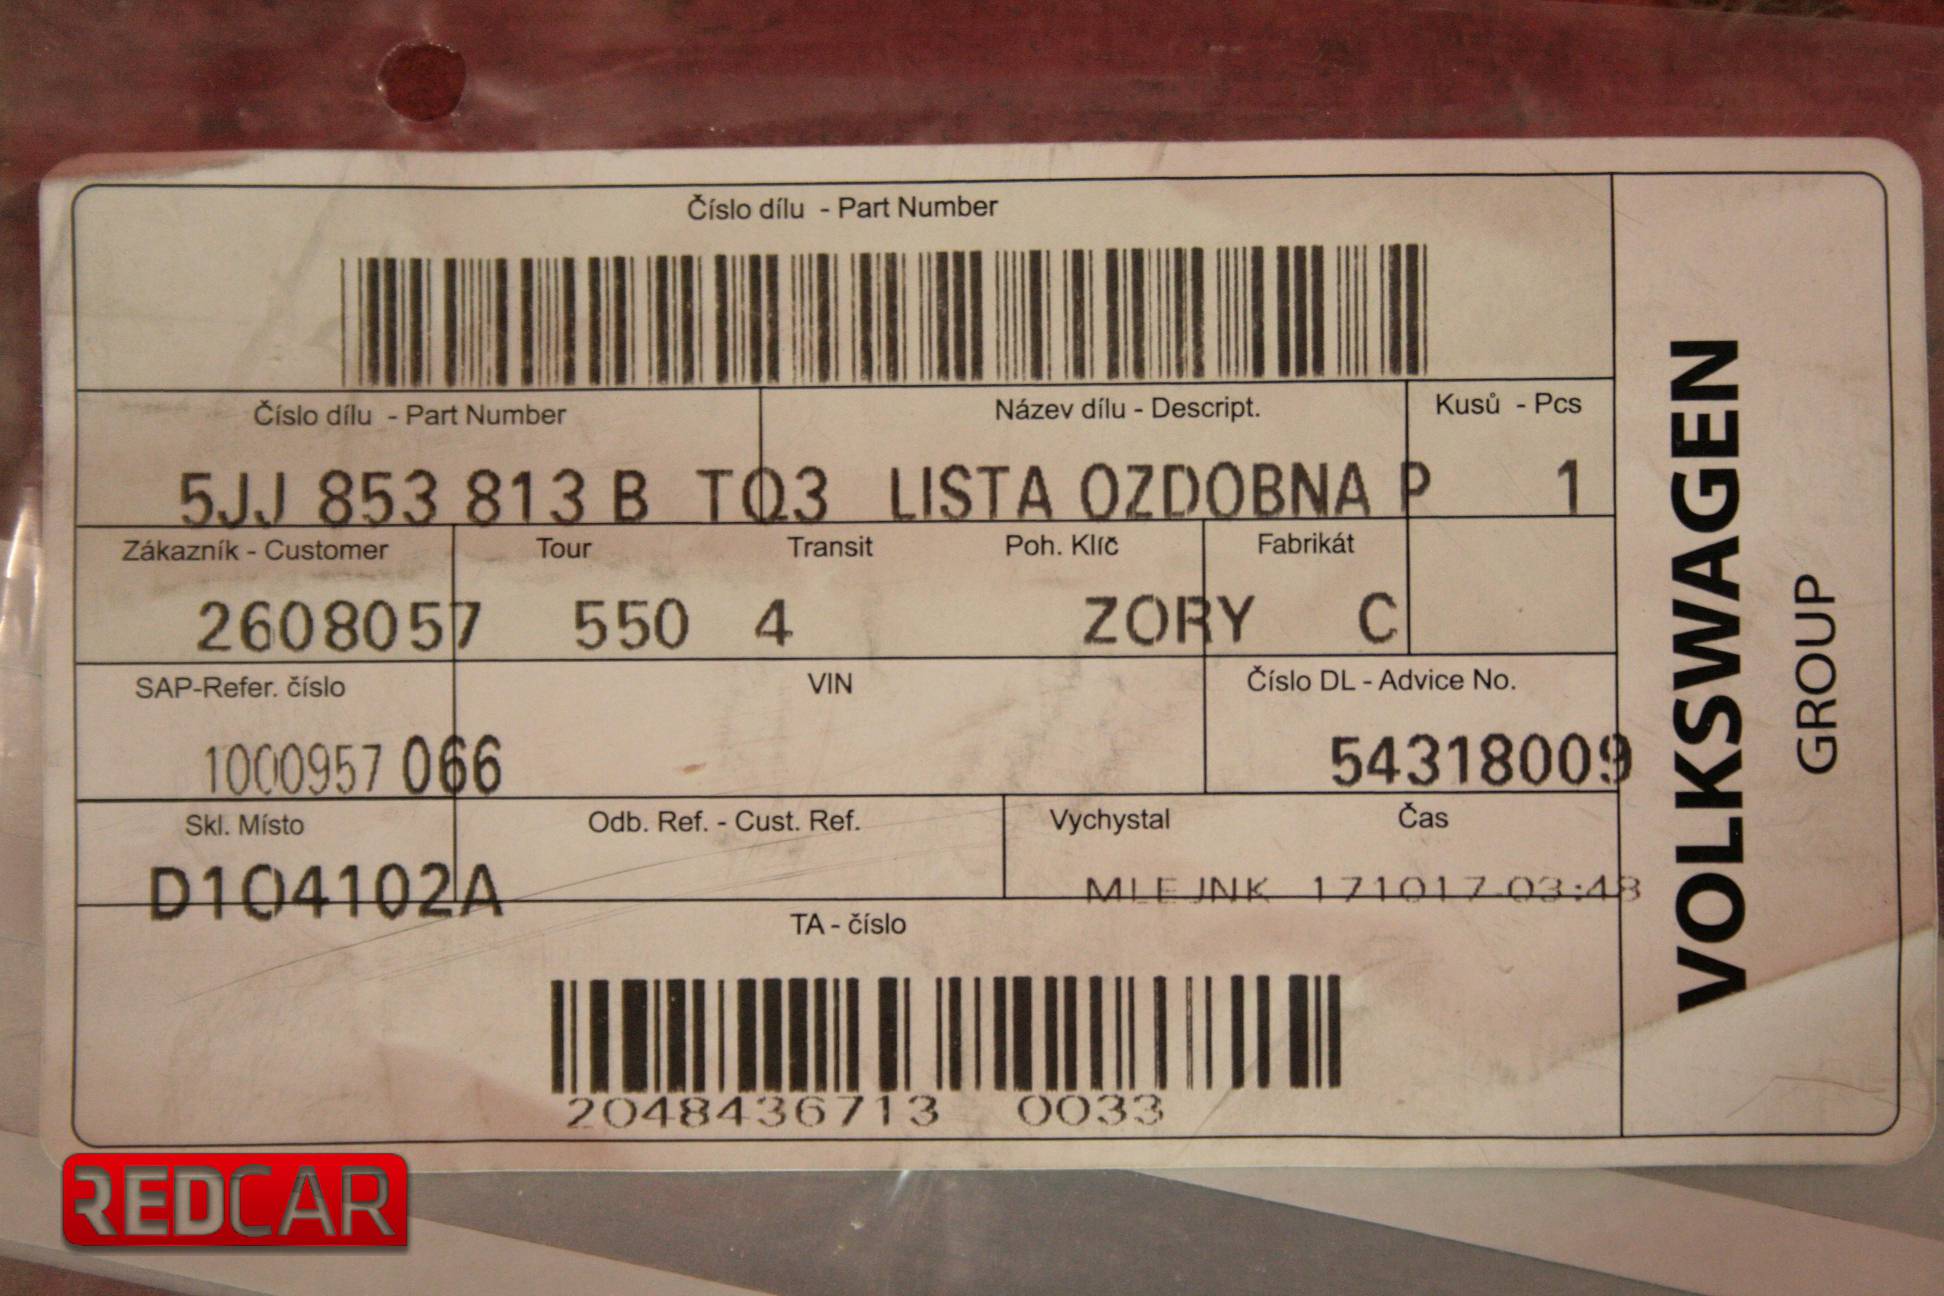 Číslo dílu - Part Number
Číslo dílu - Part Number Název dílu - Descript. Kusů - Pcs
5JJ 853 813 B TQ3 LISTA OZDOBNA P 1
Zákazník - Customer Tour Transit Poh. Klíč Fabrikát
2608057 550 4 ZORY C
SAP-Refer. číslo VIN Číslo DL - Advice No.
1000957 066 54318009
Skl. Místo Odb. Ref. - Cust. Ref. Vychystal Čas
D104102A MLEJNK 171017-03:48
TA - číslo
20484436713 0033
VOLKSWAGEN
GROUP
REDCAR